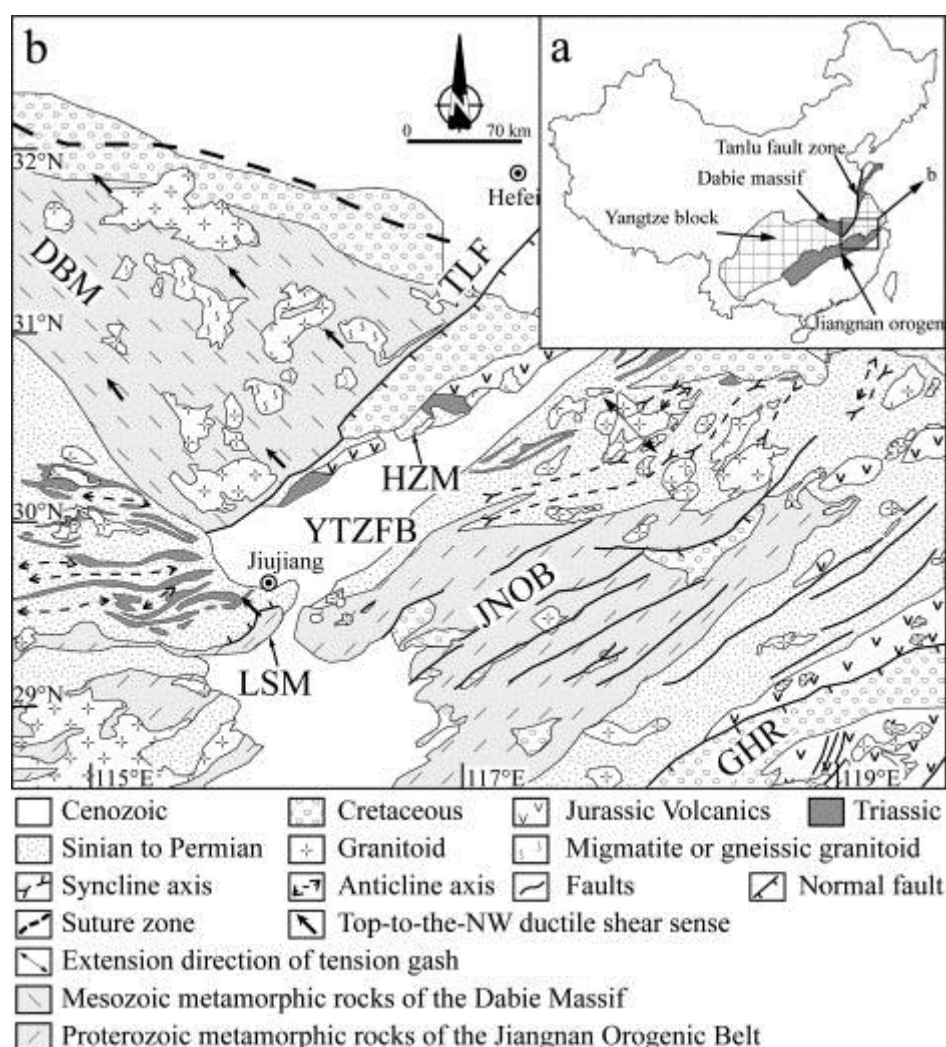 b
N
0 70 km
32°N
Hefei
DBM
TLF
31°N
HZM
30°N
YTZFB
Jiujiang
JNOB
LSM
29°N
GHR
115°E 117°E 119°E
a
Tanlu fault zone
Dabie massif
b
Yangtze block
Jiangnan orogen
Cenozoic Cretaceous Jurassic Volcanics Triassic
Sinian to Permian Granitoid Migmatite or gneissic granitoid
Syncline axis Anticline axis Faults Normal fault
Suture zone Top-to-the-NW ductile shear sense
Extension direction of tension gash
Mesozoic metamorphic rocks of the Dabie Massif
Proterozoic metamorphic rocks of the Jiangnan Orogenic Belt